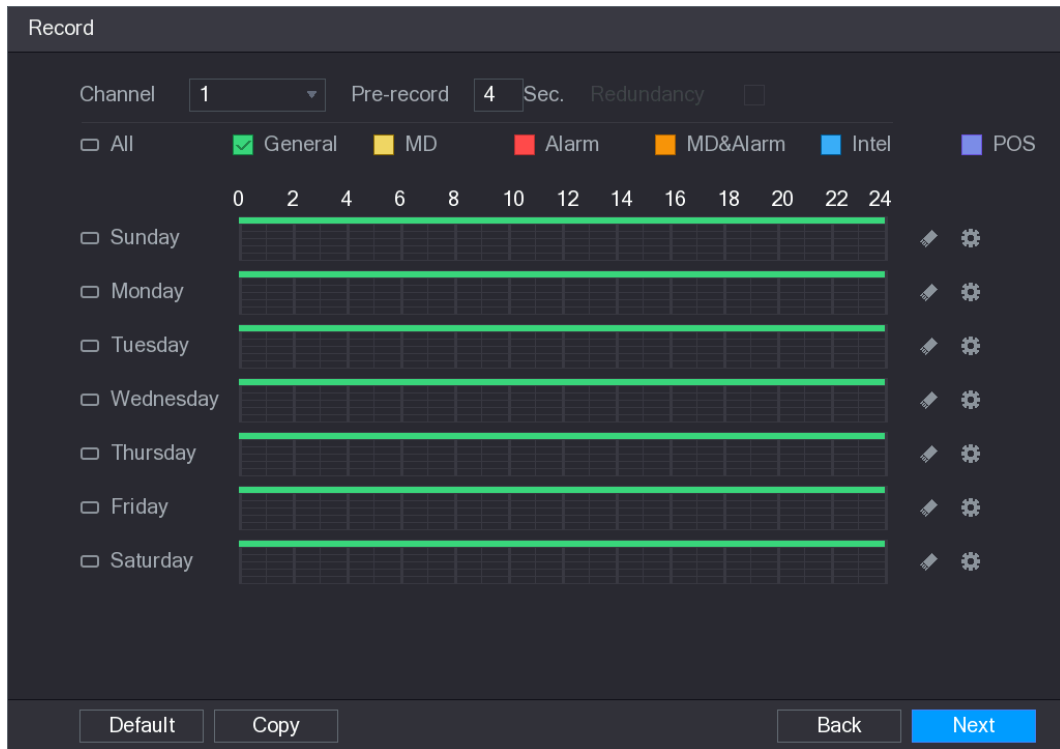 Record
Channel 1 Pre-record 4 Sec. Redundancy
All General MD Alarm MD&Alarm Intel POS
0 2 4 6 8 10 12 14 16 18 20 22 24
Sunday
Monday
Tuesday
Wednesday
Thursday
Friday
Saturday
Default Copy Back Next